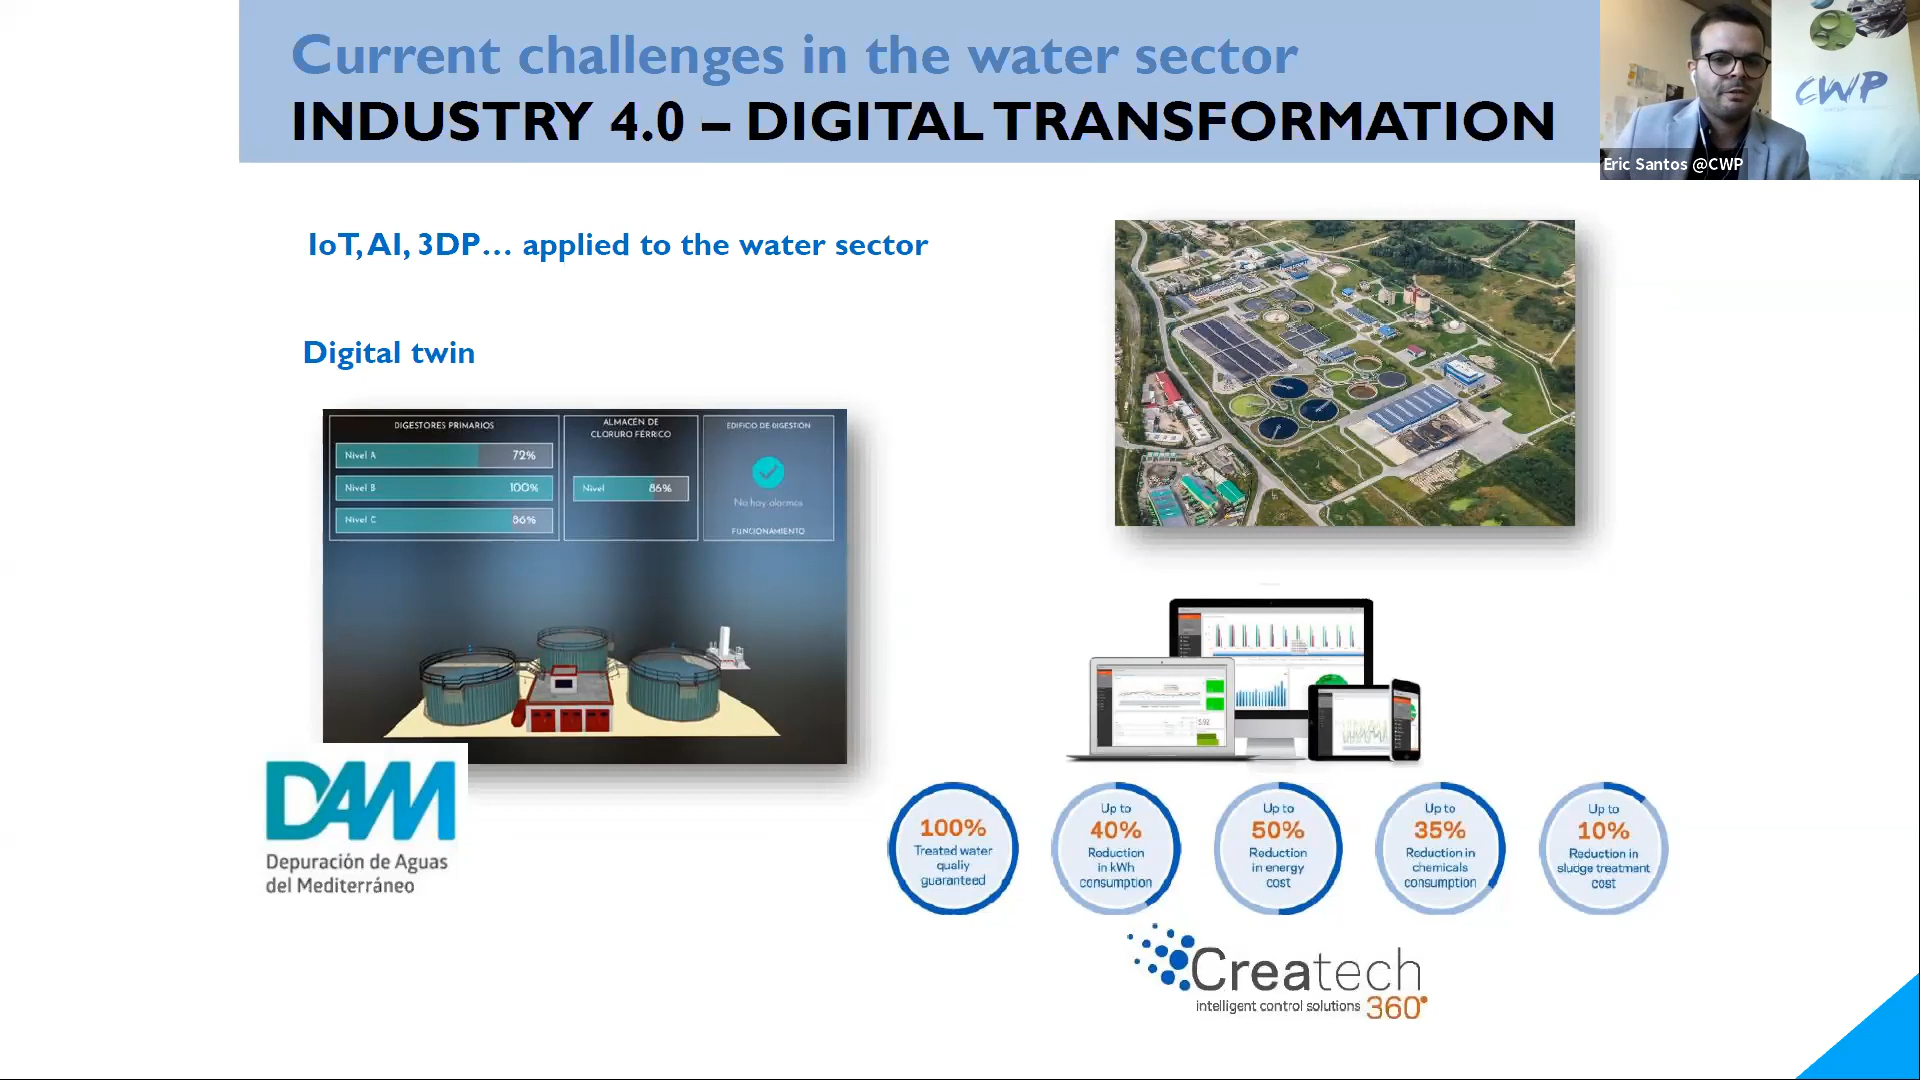 Current challenges in the water sector
INDUSTRY 4.0 – DIGITAL TRANSFORMATION
CWP
Eric Santos @CWP
IoT, AI, 3DP... applied to the water sector
Digital twin
DIGESTORES PRIMARIOS
Nivel A 72%
Nivel B 100%
Nivel C 86%
ALMACÉN DE
CLORURO FÉRRICO
Nivel 86%
EDIFICO DE DIGESTIÓN
No hay alarmas
FUNCIONAMIENTO
DAM
Depuración de Aguas
del Mediterráneo
5.92
100%
Treated water
qualiy
guaranteed
Up to
40%
Reduction
in kWh
consumption
Up to
50%
Reduction
in energy
cost
Up to
35%
Reduction in
chemicals
consumption
Up to
10%
Reduction in
sludge treatment
cost
Createch
intelligent control solutions 360°